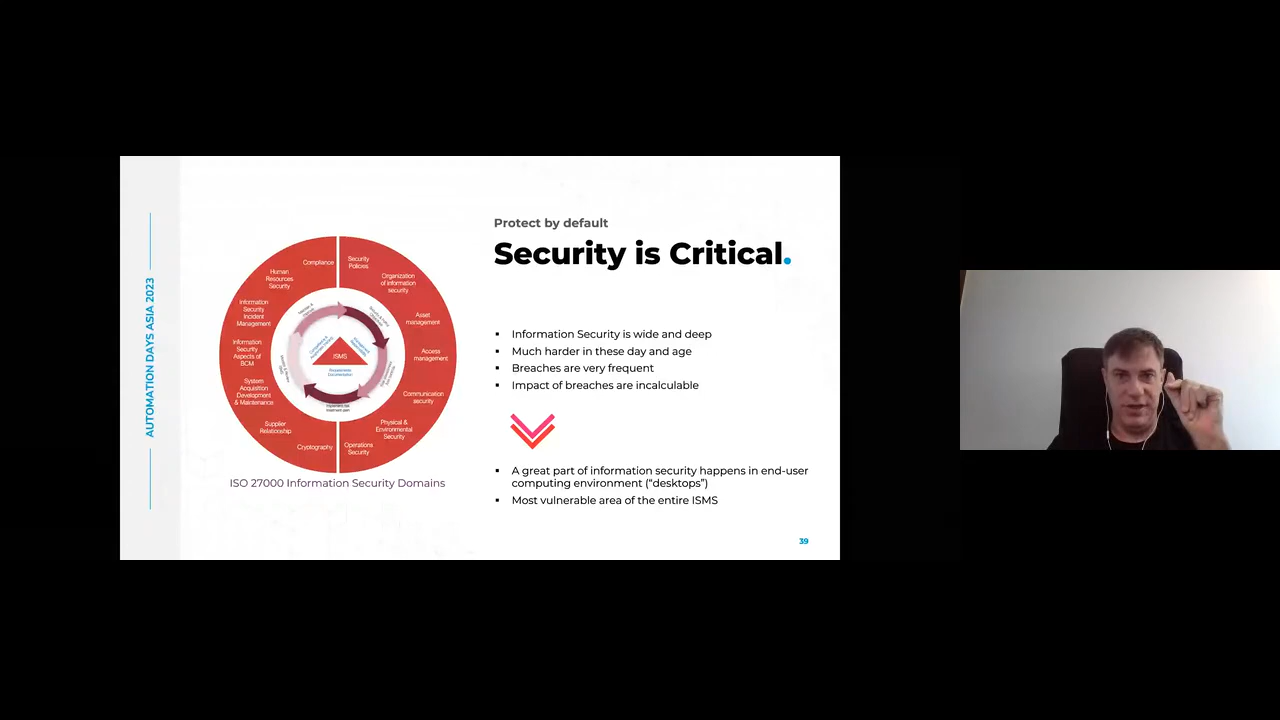 AUTOMATION DAYS ASIA 2023
Protect by default
Security is Critical.
Compliance
Security
Policies
Human
Resources
Security
Organization
of information
security
Information
Security
Incident
Management
Asset
management
Information
Security
Aspects of
BCM
Access
management
System
Acquisition
Development
& Maintenance
Communication
security
Supplier
Relationship
Physical &
Environmental
Security
Cryptography
Operations
Security
ISMS
ISO 27000 Information Security Domains
▪ Information Security is wide and deep
▪ Much harder in these day and age
▪ Breaches are very frequent
▪ Impact of breaches are incalculable
▪ A great part of information security happens in end-user
computing environment (“desktops”)
▪ Most vulnerable area of the entire ISMS
39